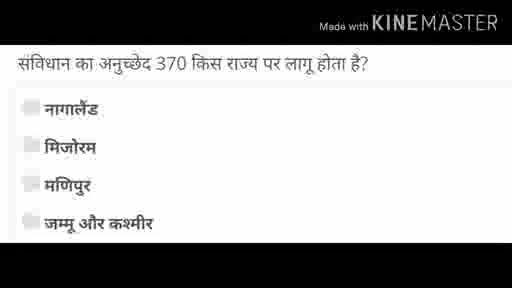 Made with KINEMASTER
संविधान का अनुच्छेद 370 किस राज्य पर लागू होता है?
नागालैंड
मिजोरम
मणिपुर
जम्मू और कश्मीर